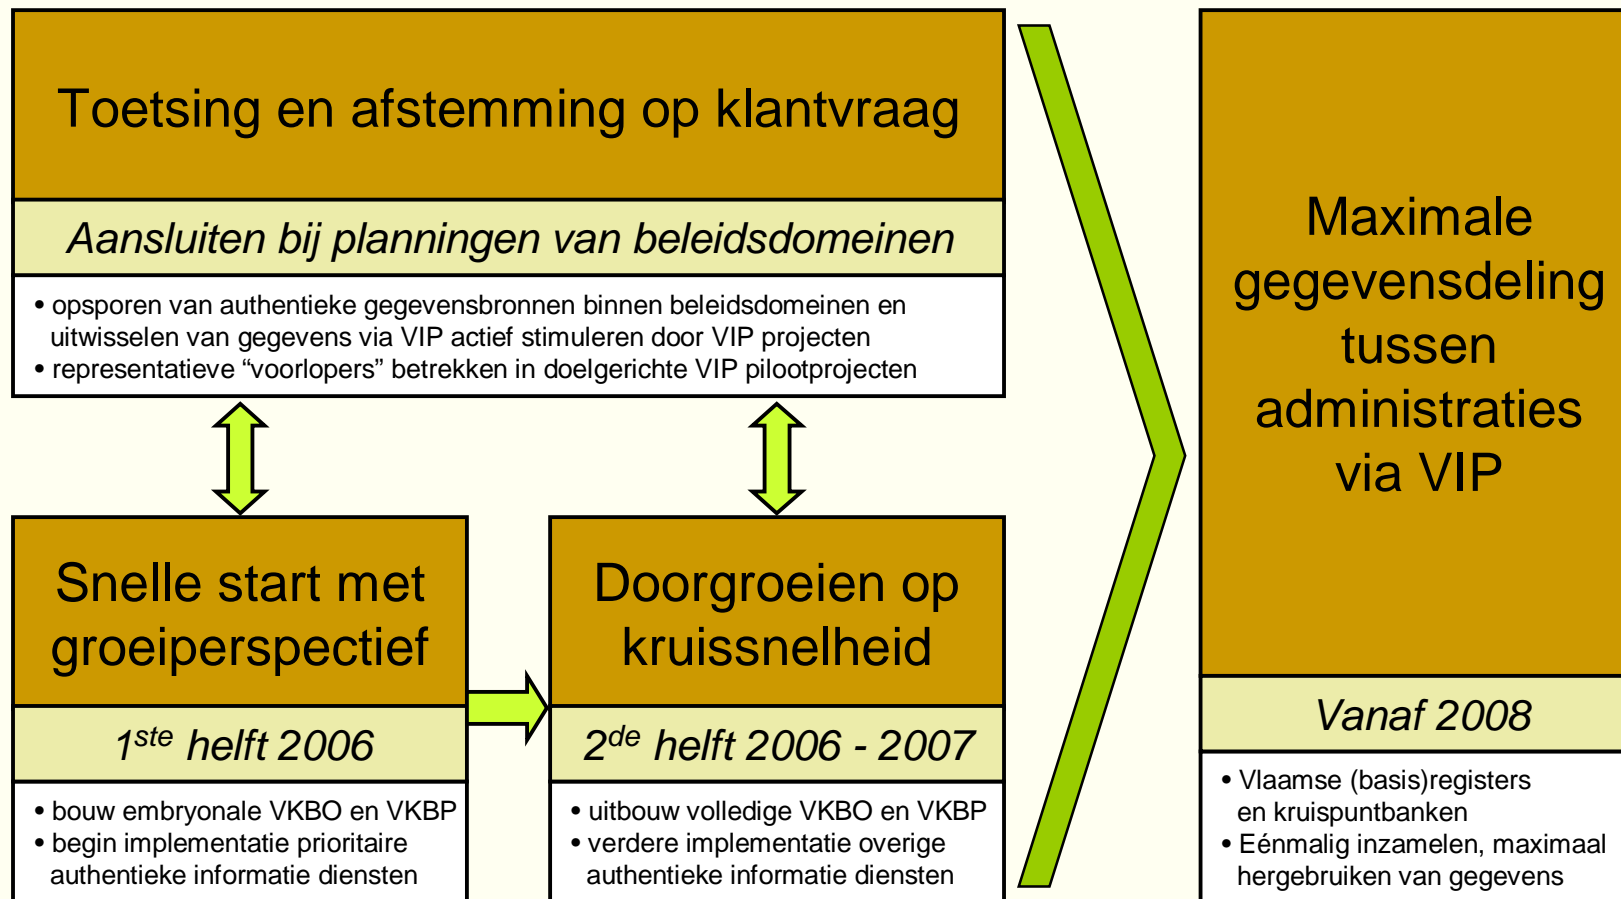 Toetsing en afstemming op klantvraag
Aansluiten bij planningen van beleidsdomeinen
• opsporen van authentieke gegevensbronnen binnen beleidsdomeinen en
uitwisselen van gegevens via VIP actief stimuleren door VIP projecten
• representatieve “voorlopers” betrekken in doelgerichte VIP pilootprojecten
Snelle start met
groeiperspectief
1ste helft 2006
• bouw embryonale VKBO en VKBP
• begin implementatie prioritaire
authentieke informatie diensten
Doorgroeien op
kruissnelheid
2de helft 2006 - 2007
• uitbouw volledige VKBO en VKBP
• verdere implementatie overige
authentieke informatie diensten
Maximale
gegevensdeling
tussen
administraties
via VIP
Vanaf 2008
• Vlaamse (basis)registers
en kruispuntbanken
• Eénmalig inzamelen, maximaal
hergebruiken van gegevens